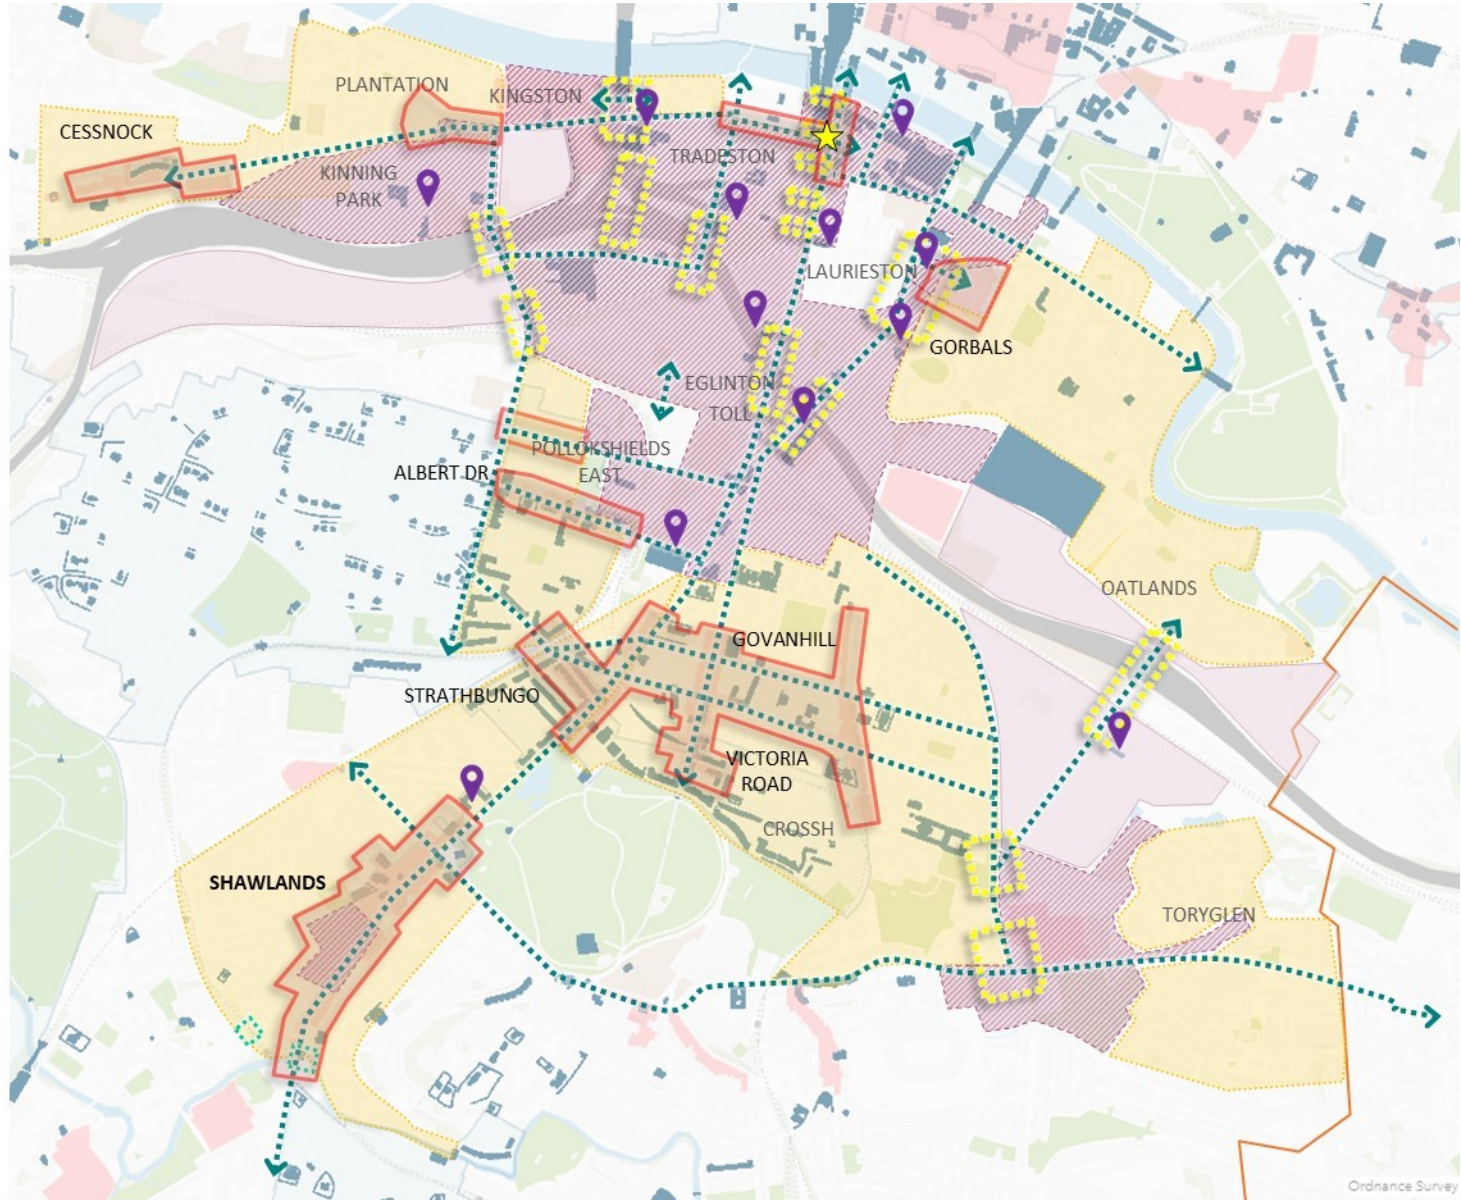 PLANTATION
KINGSTON
CESSNOCK
TRADESTON
KINNING
PARK
LAURIESTON
GORBALS
EGLINTON
TOLL
POLLOKSHIELDS
EAST
ALBERT DR
OATLANDS
GOVANHILL
STRATHBUNGO
VICTORIA
ROAD
CROSSH
SHAWLANDS
TORYGLEN
Ordnance Survey